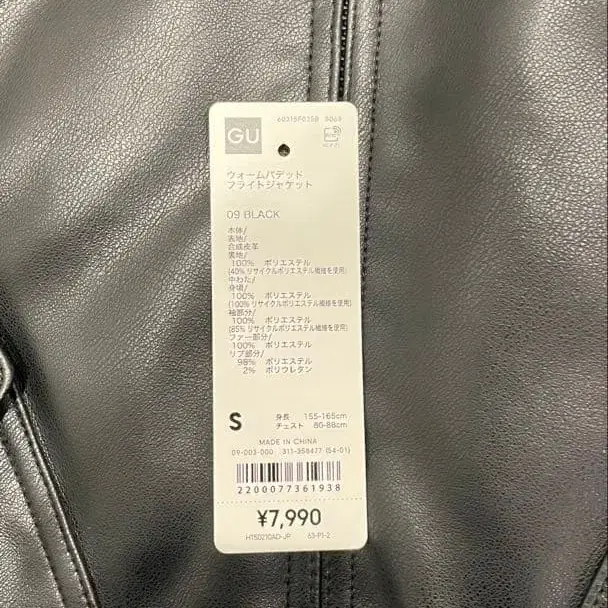 GU
60315F035B 8069
ウォームパデッド
フライトジャケット
09 BLACK
本体/
表地/
合成皮革
裏地/
100% ポリエステル
(40% リサイクルポリエステル繊維を使用)
中わた/
身頃/
100% ポリエステル
(100% リサイクルポリエステル繊維を使用)
袖部分/
100% ポリエステル
(85% リサイクルポリエステル繊維を使用)
ファー部分/
100% ポリエステル
リブ部分/
98% ポリエステル
2% ポリウレタン
S 身長 155-165cm
チェスト 80-88cm
MADE IN CHINA
09-003-000 311-358477 (54-01)
2200077361938
¥7,990
HT50270AD-JP 63-P1-2